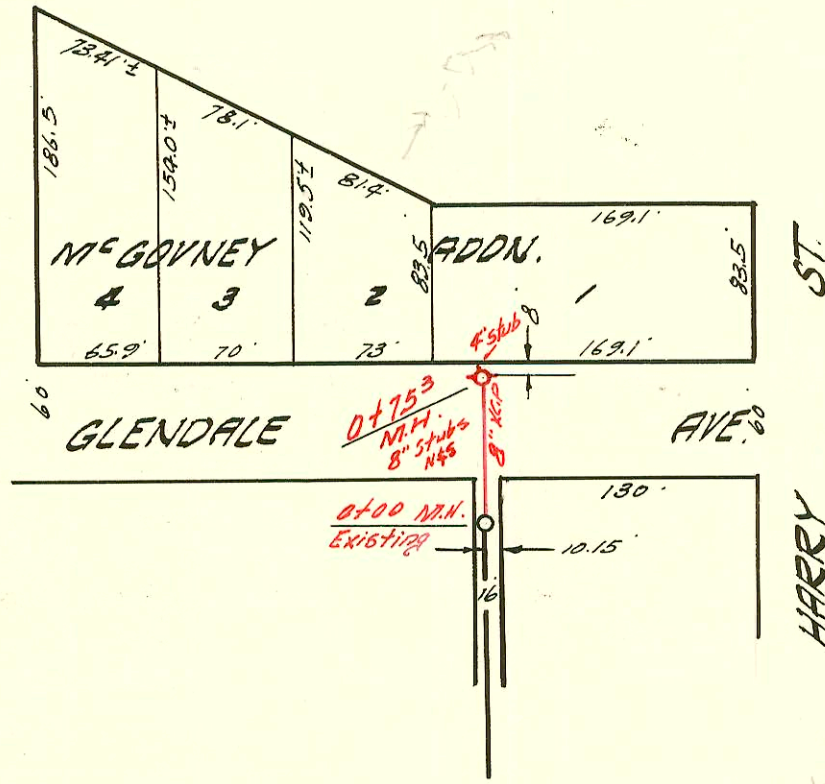 73.41'±
78.1'
81.4'
186.5'
154.0'±
119.5'±
83.5
169.1'
83.5'
MCGOVNEY ADDN.
4 3 2 1
65.9' 70' 73' 169.1'
4" stub
8
60
GLENDALE AVE.
60
0+75³
M.H.
8" Stubs
N&S
8" K.C.P.
0+00 M.H.
Existing
130.
10.15'
16'
HARRY ST.